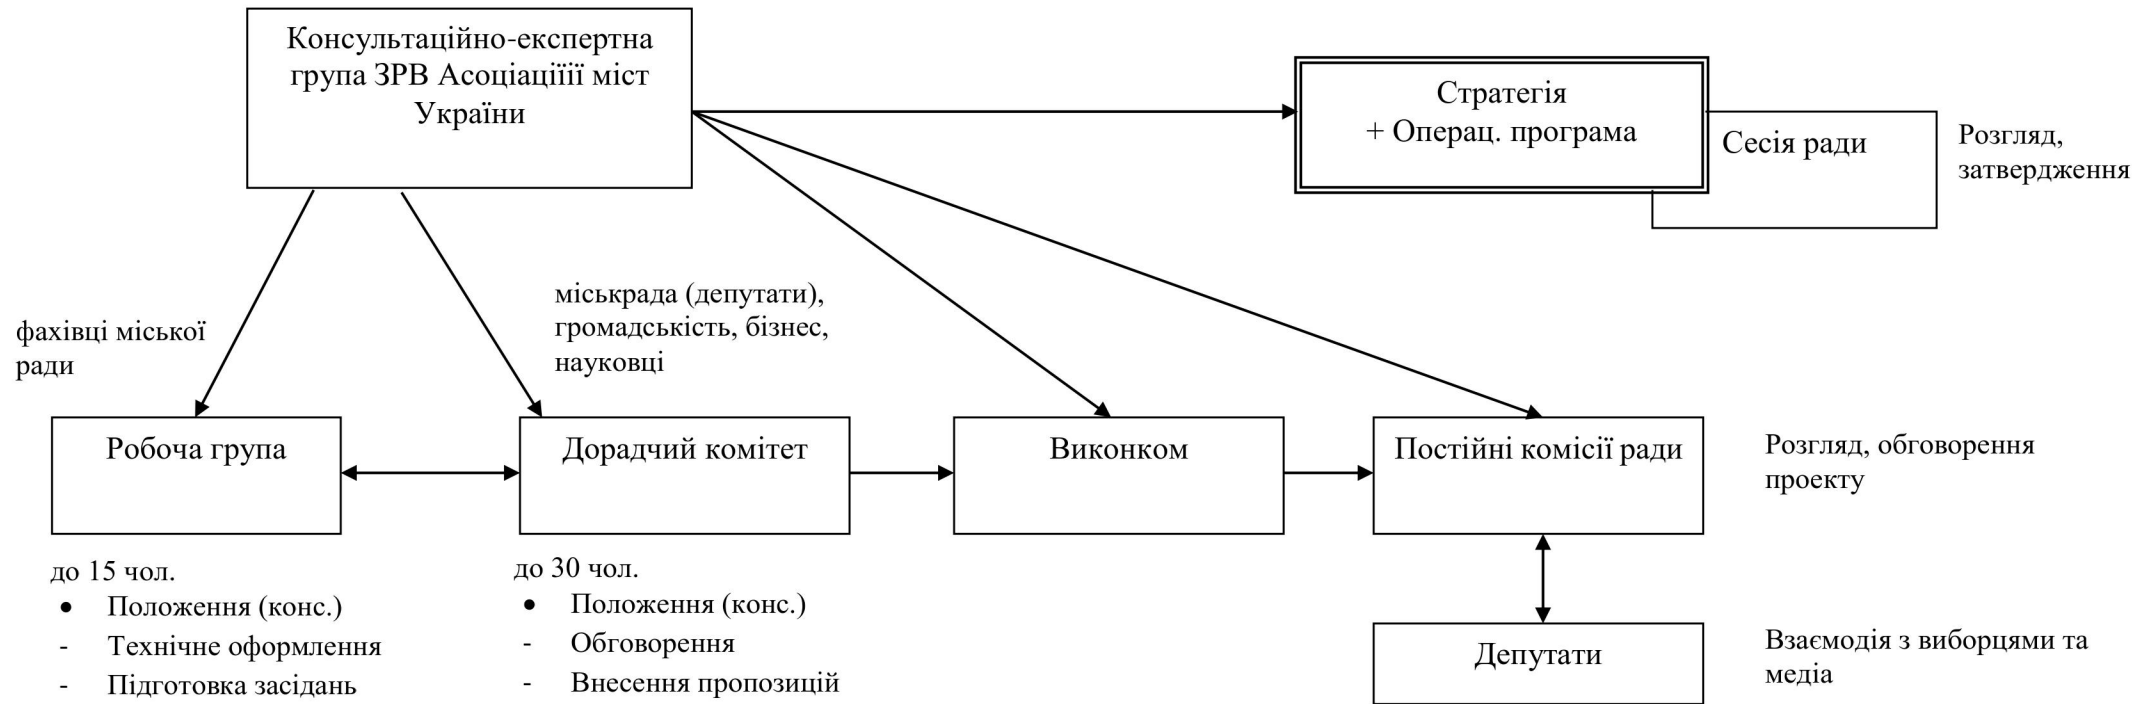 Консультаційно-експертна
група ЗРВ Асоціаціїії міст
України
Стратегія
+ Операц. програма
Сесія ради
Розгляд,
затвердження
фахівці міської
ради
міськрада (депутати),
громадськість, бізнес,
науковці
Робоча група
Дорадчий комітет
Виконком
Постійні комісії ради
Розгляд, обговорення
проекту
до 15 чол.
• Положення (конс.)
- Технічне оформлення
- Підготовка засідань
до 30 чол.
• Положення (конс.)
- Обговорення
- Внесення пропозицій
Депутати
Взаємодія з виборцями та
медіа